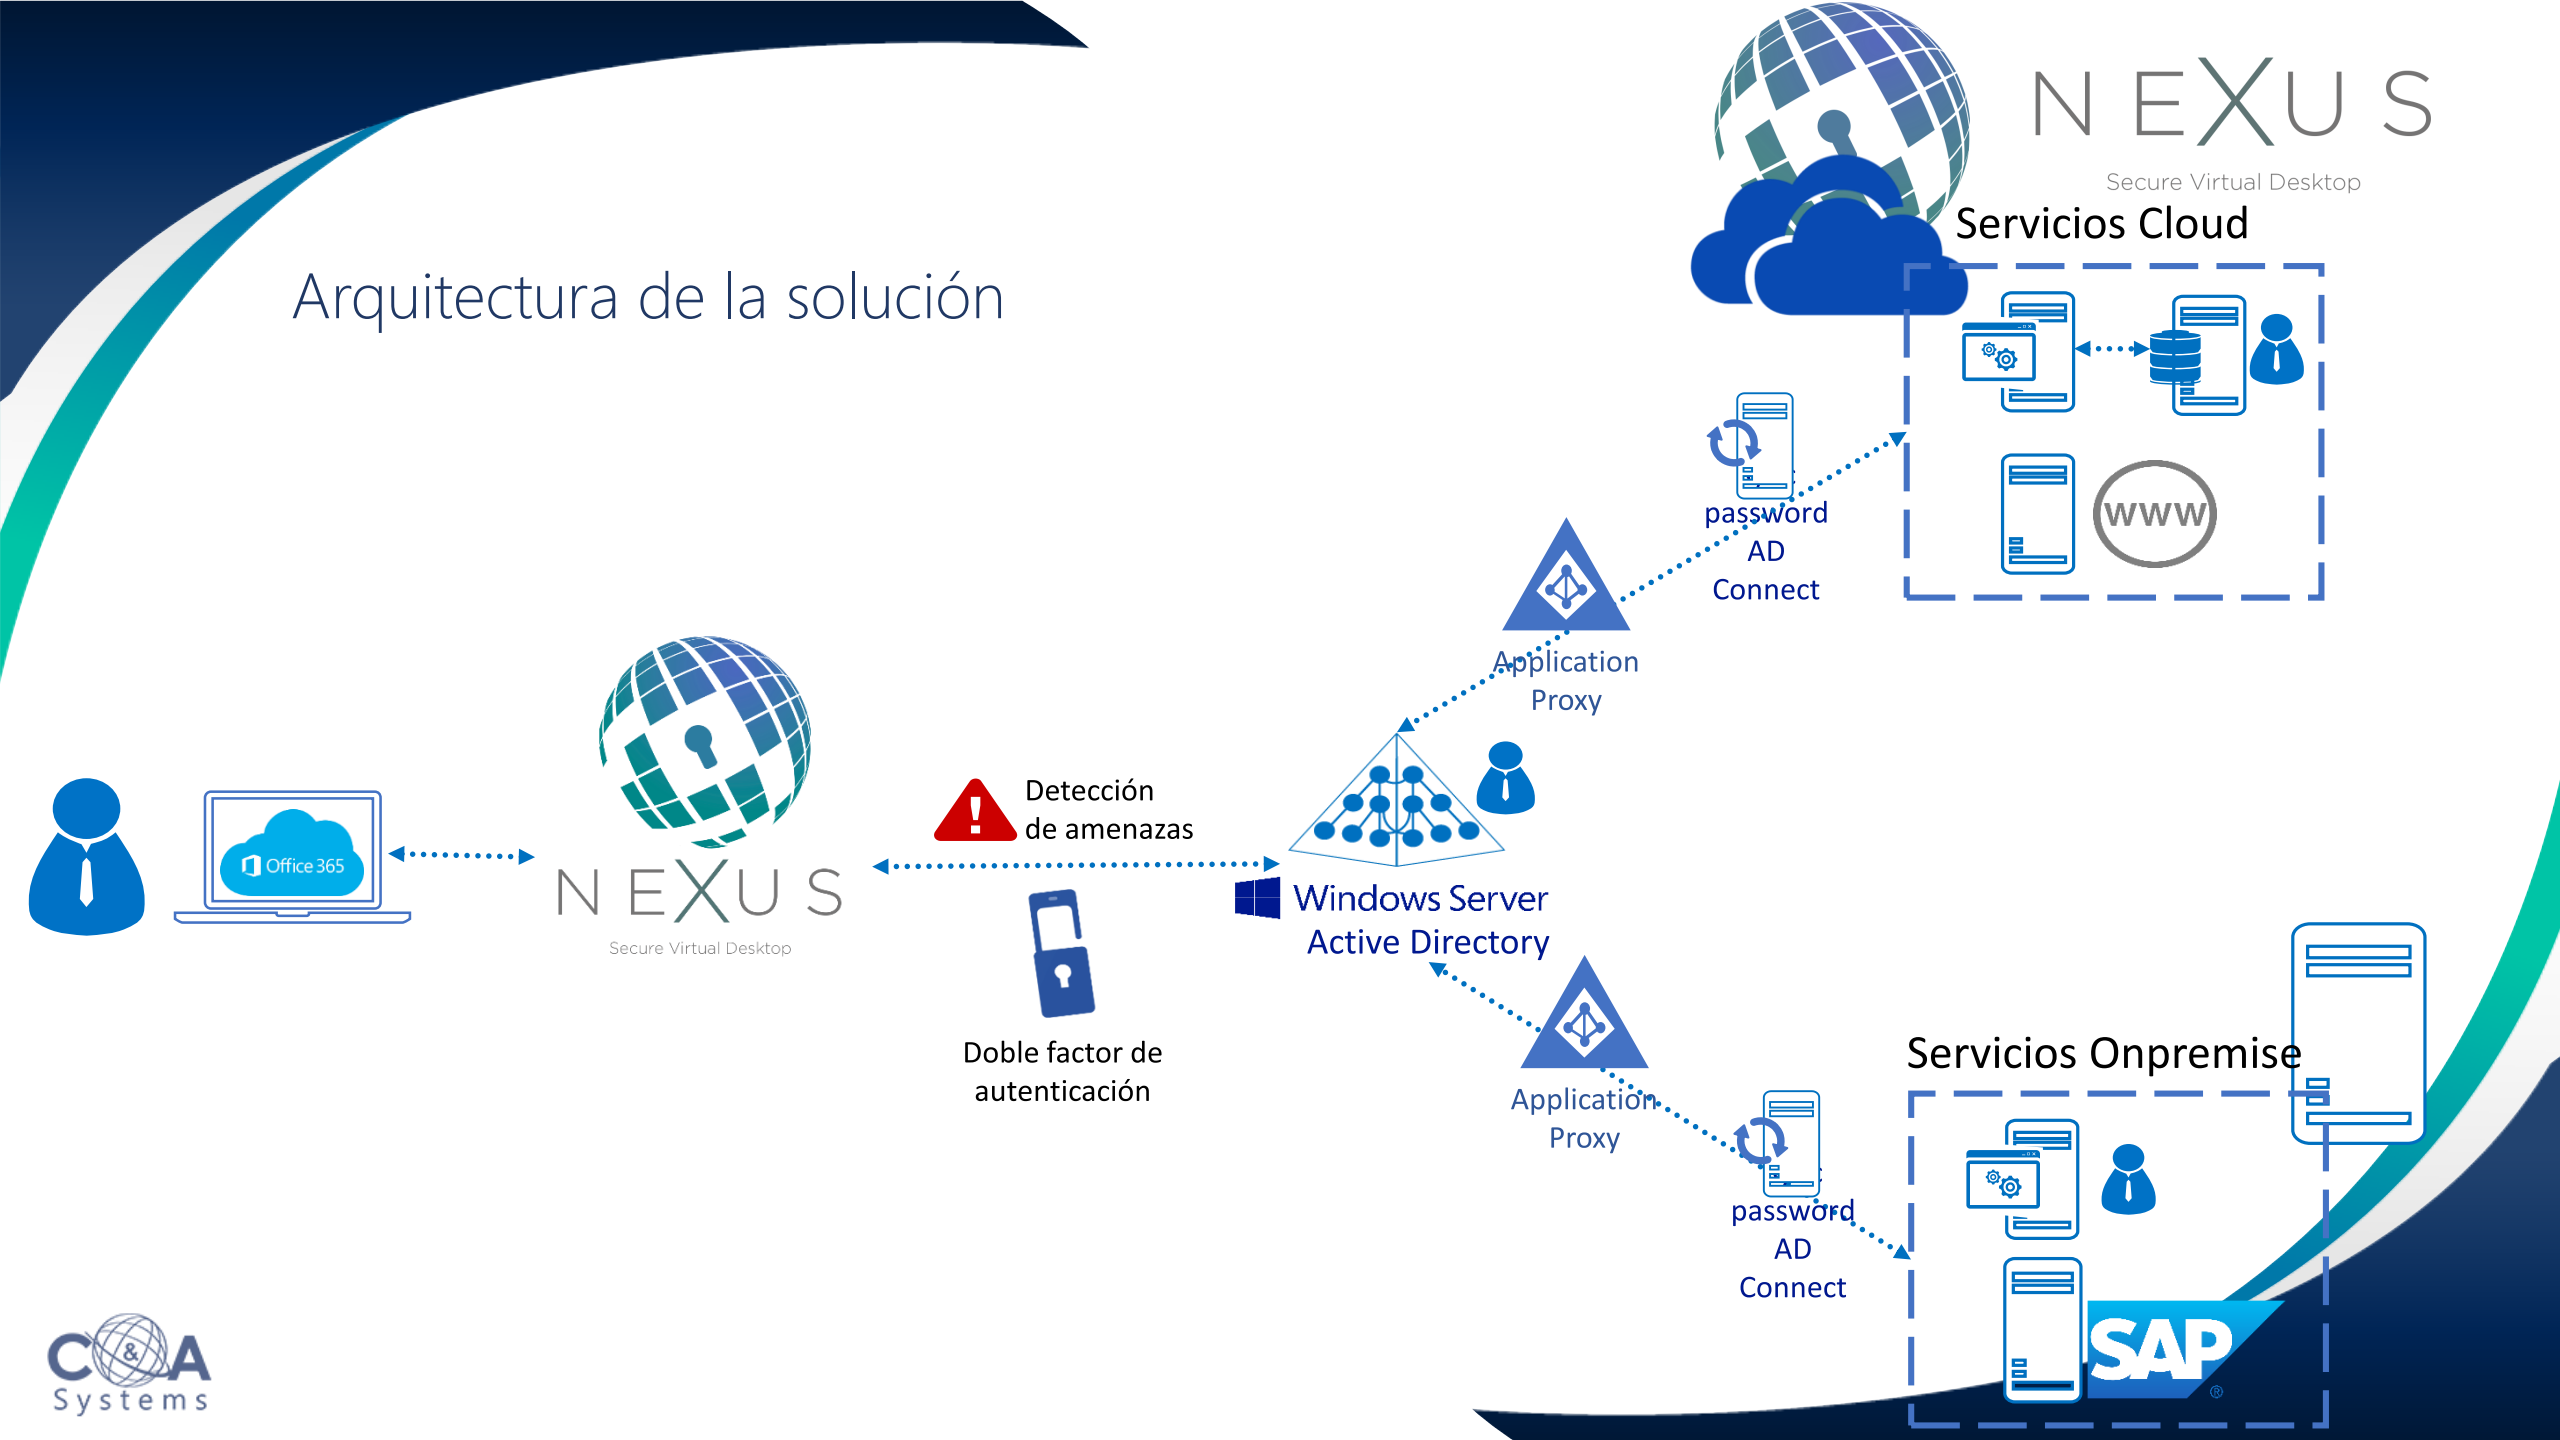 NEXUS
Secure Virtual Desktop
Servicios Cloud
Arquitectura de la solución
www
password
AD
Connect
Application
Proxy
Detección
de amenazas
Office 365
NEXUS
Secure Virtual Desktop
Windows Server
Active Directory
Doble factor de
autenticación
Servicios Onpremise
Application
Proxy
password
AD
Connect
SAP
®
C&A
Systems